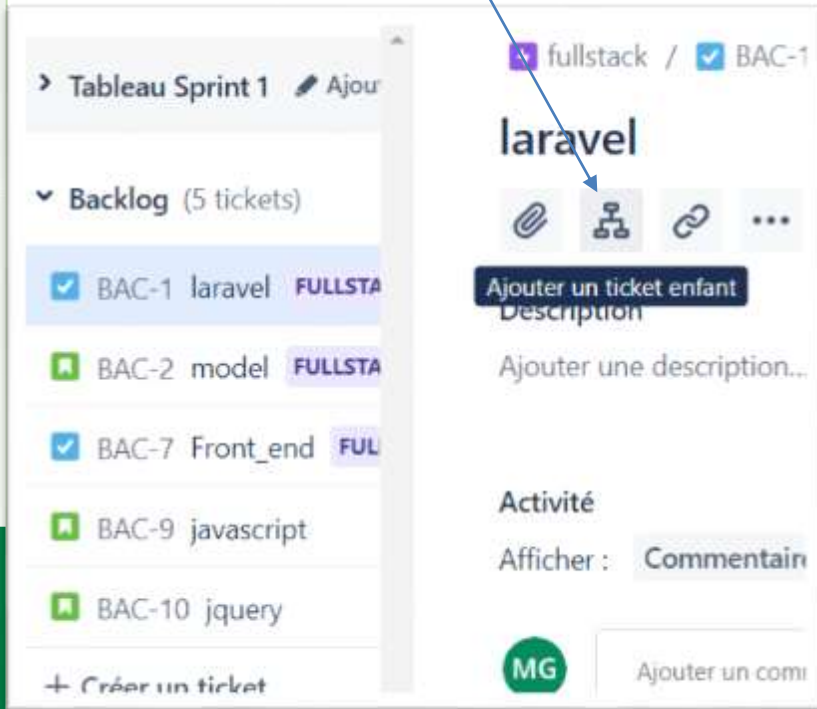 Tableau Sprint 1 Ajou
Backlog (5 tickets)
BAC-1 laravel FULLSTA
BAC-2 model FULLSTA
BAC-7 Front_end FUL
BAC-9 javascript
BAC-10 jquery
+ Créer un ticket
fullstack / BAC-1
laravel
Ajouter un ticket enfant
Description
Ajouter une description...
Activité
Afficher : Commentaire
MG Ajouter un com